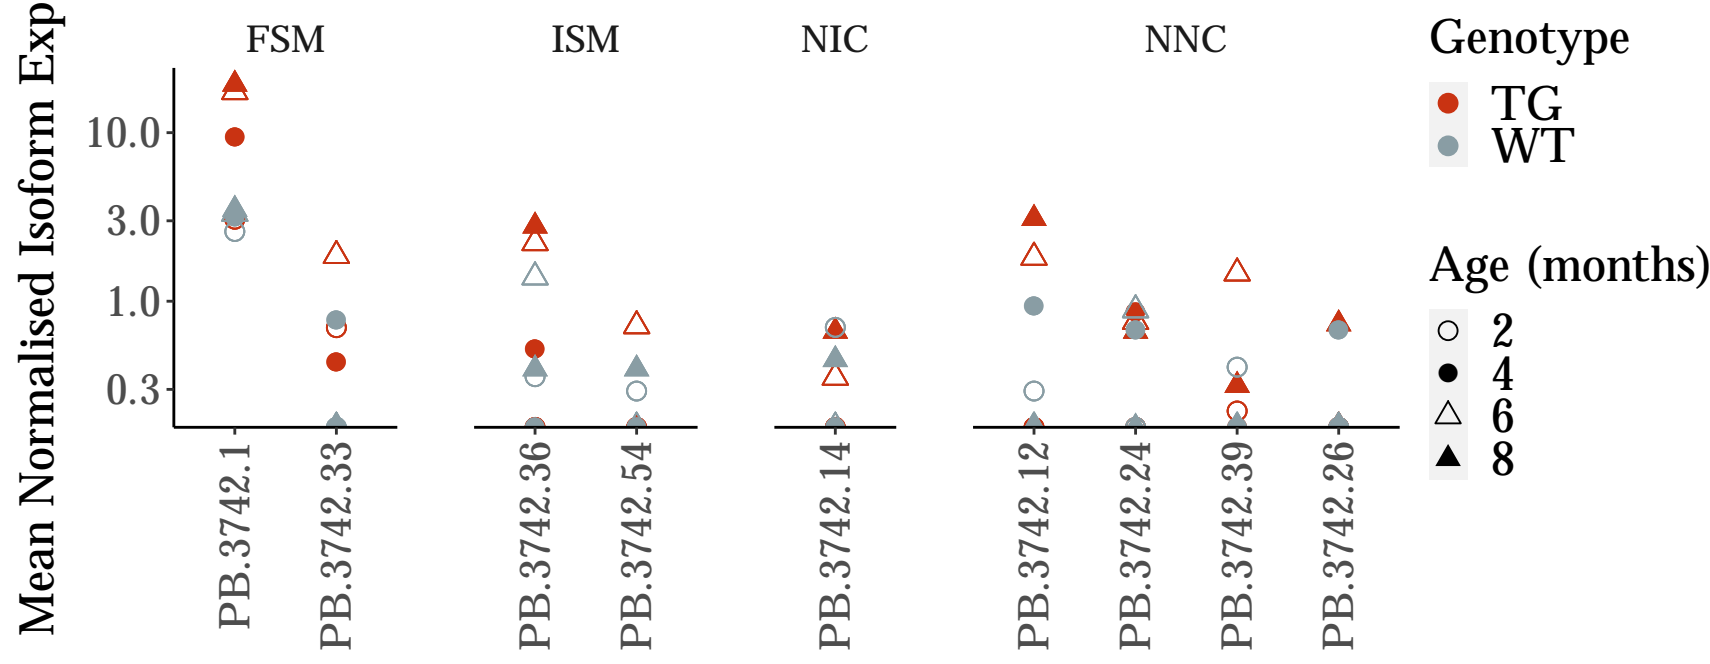 Mean Normalised Isoform Exp
FSM
ISM
NIC
NNC
10.0
3.0
1.0
0.3
PB.3742.1
PB.3742.33
PB.3742.36
PB.3742.54
PB.3742.14
PB.3742.12
PB.3742.24
PB.3742.39
PB.3742.26
Genotype
TG
WT
Age (months)
2
4
6
8